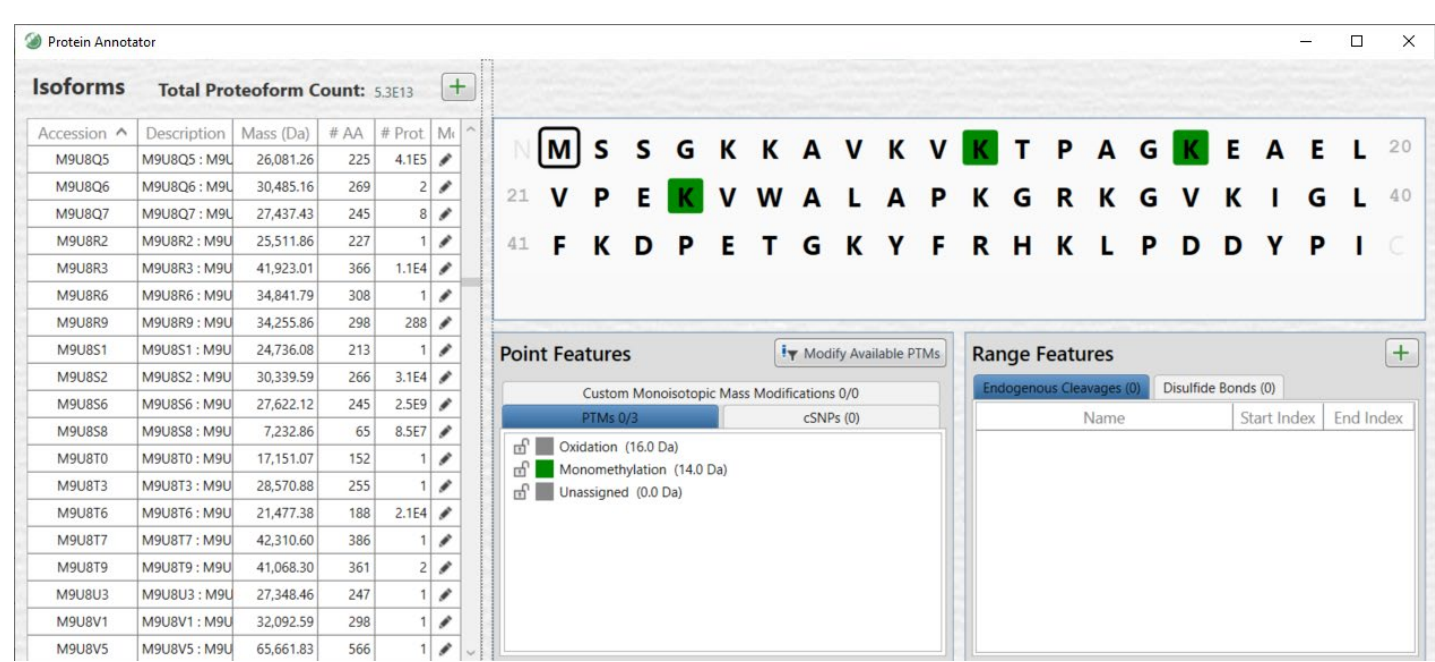 Protein Annotator
Isoforms Total Proteoform Count: 5.3E13
Accession Description Mass (Da) # AA # Prot. M
M9U8Q5 M9U8Q5 : M9U 26,081.26 225 4.1E5
M9U8Q6 M9U8Q6 : M9U 30,485.16 269 2
M9U8Q7 M9U8Q7 : M9U 27,437.43 245 8
M9U8R2 M9U8R2 : M9U 25,511.86 227 1
M9U8R3 M9U8R3 : M9U 41,923.01 366 1.1E4
M9U8R6 M9U8R6 : M9U 34,841.79 308 1
M9U8R9 M9U8R9 : M9U 34,255.86 298 288
M9U8S1 M9U8S1 : M9U 24,736.08 213 1
M9U8S2 M9U8S2 : M9U 30,339.59 266 3.1E4
M9U8S6 M9U8S6 : M9U 27,622.12 245 2.5E9
M9U8S8 M9U8S8 : M9U 7,232.86 65 8.5E7
M9U8T0 M9U8T0 : M9U 17,151.07 152 1
M9U8T3 M9U8T3 : M9U 28,570.88 255 1
M9U8T6 M9U8T6 : M9U 21,477.38 188 2.1E4
M9U8T7 M9U8T7 : M9U 42,310.60 386 1
M9U8T9 M9U8T9 : M9U 41,068.30 361 2
M9U8U3 M9U8U3 : M9U 27,348.46 247 1
M9U8V1 M9U8V1 : M9U 32,092.59 298 1
M9U8V5 M9U8V5 : M9U 65,661.83 566 1
N M S S G K K A V K V K T P A G K E A E L 20
21 V P E K V W A L A P K G R K G V K I G L 40
41 F K D P E T G K Y F R H K L P D D Y P I C
Point Features Modify Available PTMs
Custom Monoisotopic Mass Modifications 0/0
PTMs 0/3 cSNPs (0)
Oxidation (16.0 Da)
Monomethylation (14.0 Da)
Unassigned (0.0 Da)
Range Features
Endogenous Cleavages (0) Disulfide Bonds (0)
Name Start Index End Index